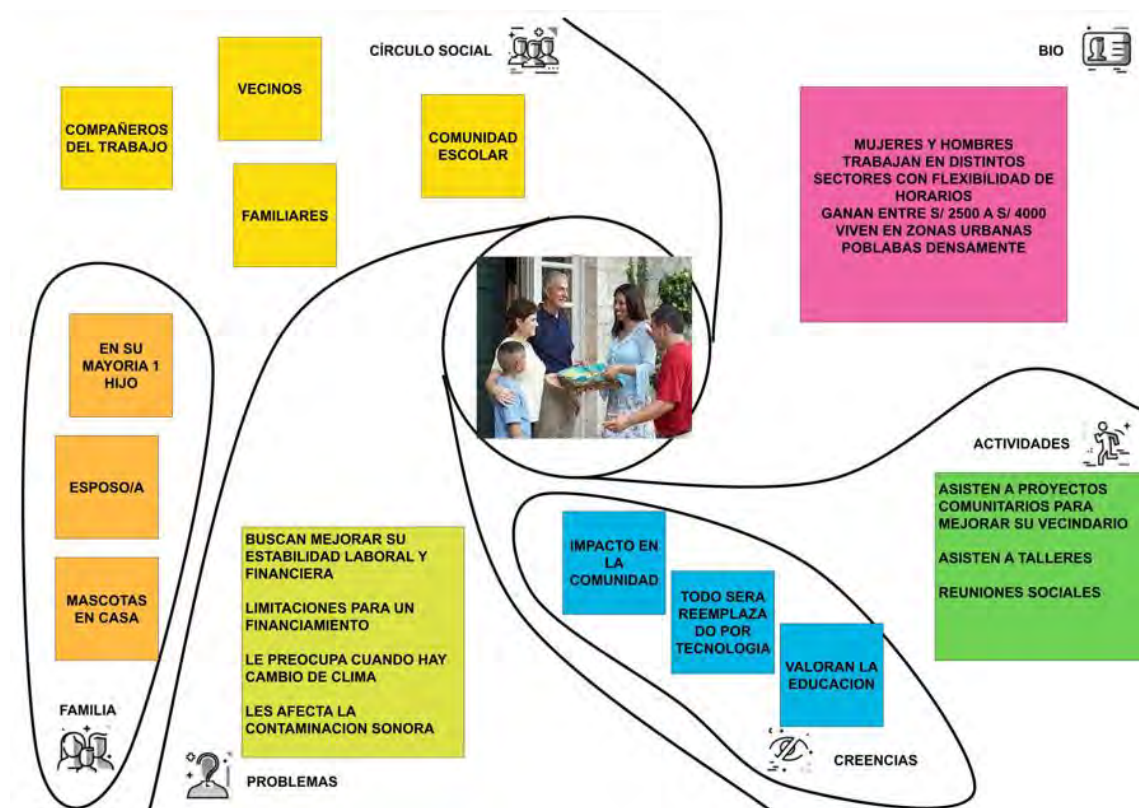 CÍRCULO SOCIAL
COMPAÑEROS
DEL TRABAJO
VECINOS
FAMILIARES
COMUNIDAD
ESCOLAR
BIO
MUJERES Y HOMBRES
TRABAJAN EN DISTINTOS
SECTORES CON FLEXIBILIDAD DE
HORARIOS
GANAN ENTRE S/ 2500 A S/ 4000
VIVEN EN ZONAS URBANAS
POBLABAS DENSAMENTE
EN SU
MAYORIA 1
HIJO
ESPOSO/A
MASCOTAS
EN CASA
FAMILIA
BUSCAN MEJORAR SU
ESTABILIDAD LABORAL Y
FINANCIERA
LIMITACIONES PARA UN
FINANCIAMIENTO
LE PREOCUPA CUANDO HAY
CAMBIO DE CLIMA
LES AFECTA LA
CONTAMINACION SONORA
PROBLEMAS
IMPACTO EN
LA
COMUNIDAD
TODO SERA
REEMPLAZA
DO POR
TECNOLOGIA
VALORAN LA
EDUCACION
CREENCIAS
ACTIVIDADES
ASISTEN A PROYECTOS
COMUNITARIOS PARA
MEJORAR SU VECINDARIO
ASISTEN A TALLERES
REUNIONES SOCIALES